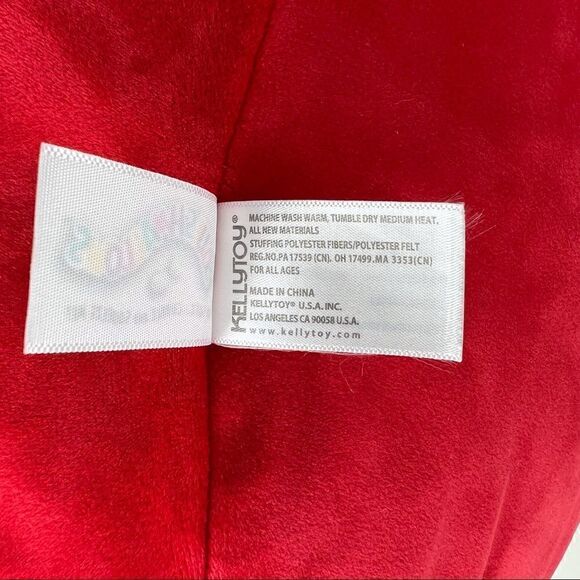 KELLYTOY®
MACHINE WASH WARM, TUMBLE DRY MEDIUM HEAT.
ALL NEW MATERIALS
STUFFING POLYESTER FIBERS/POLYESTER FELT
REG.NO.PA 17539 (CN). OH 17499.MA 3353(CN)
FOR ALL AGES
MADE IN CHINA
KELLYTOY® U.S.A. INC.
LOS ANGELES CA 90058 U.S.A.
www.kellytoy.com